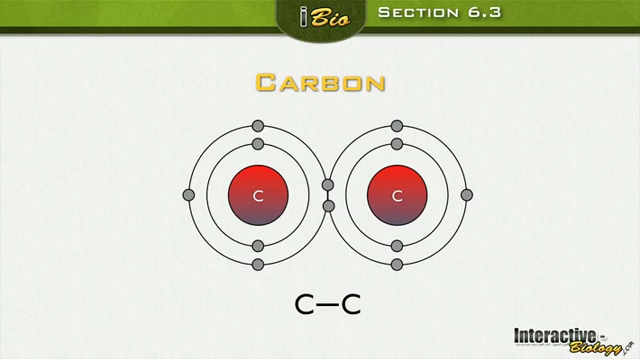 iBio
SECTION 6.3
CARBON
C C
C—C
Interactive-
Biology.com